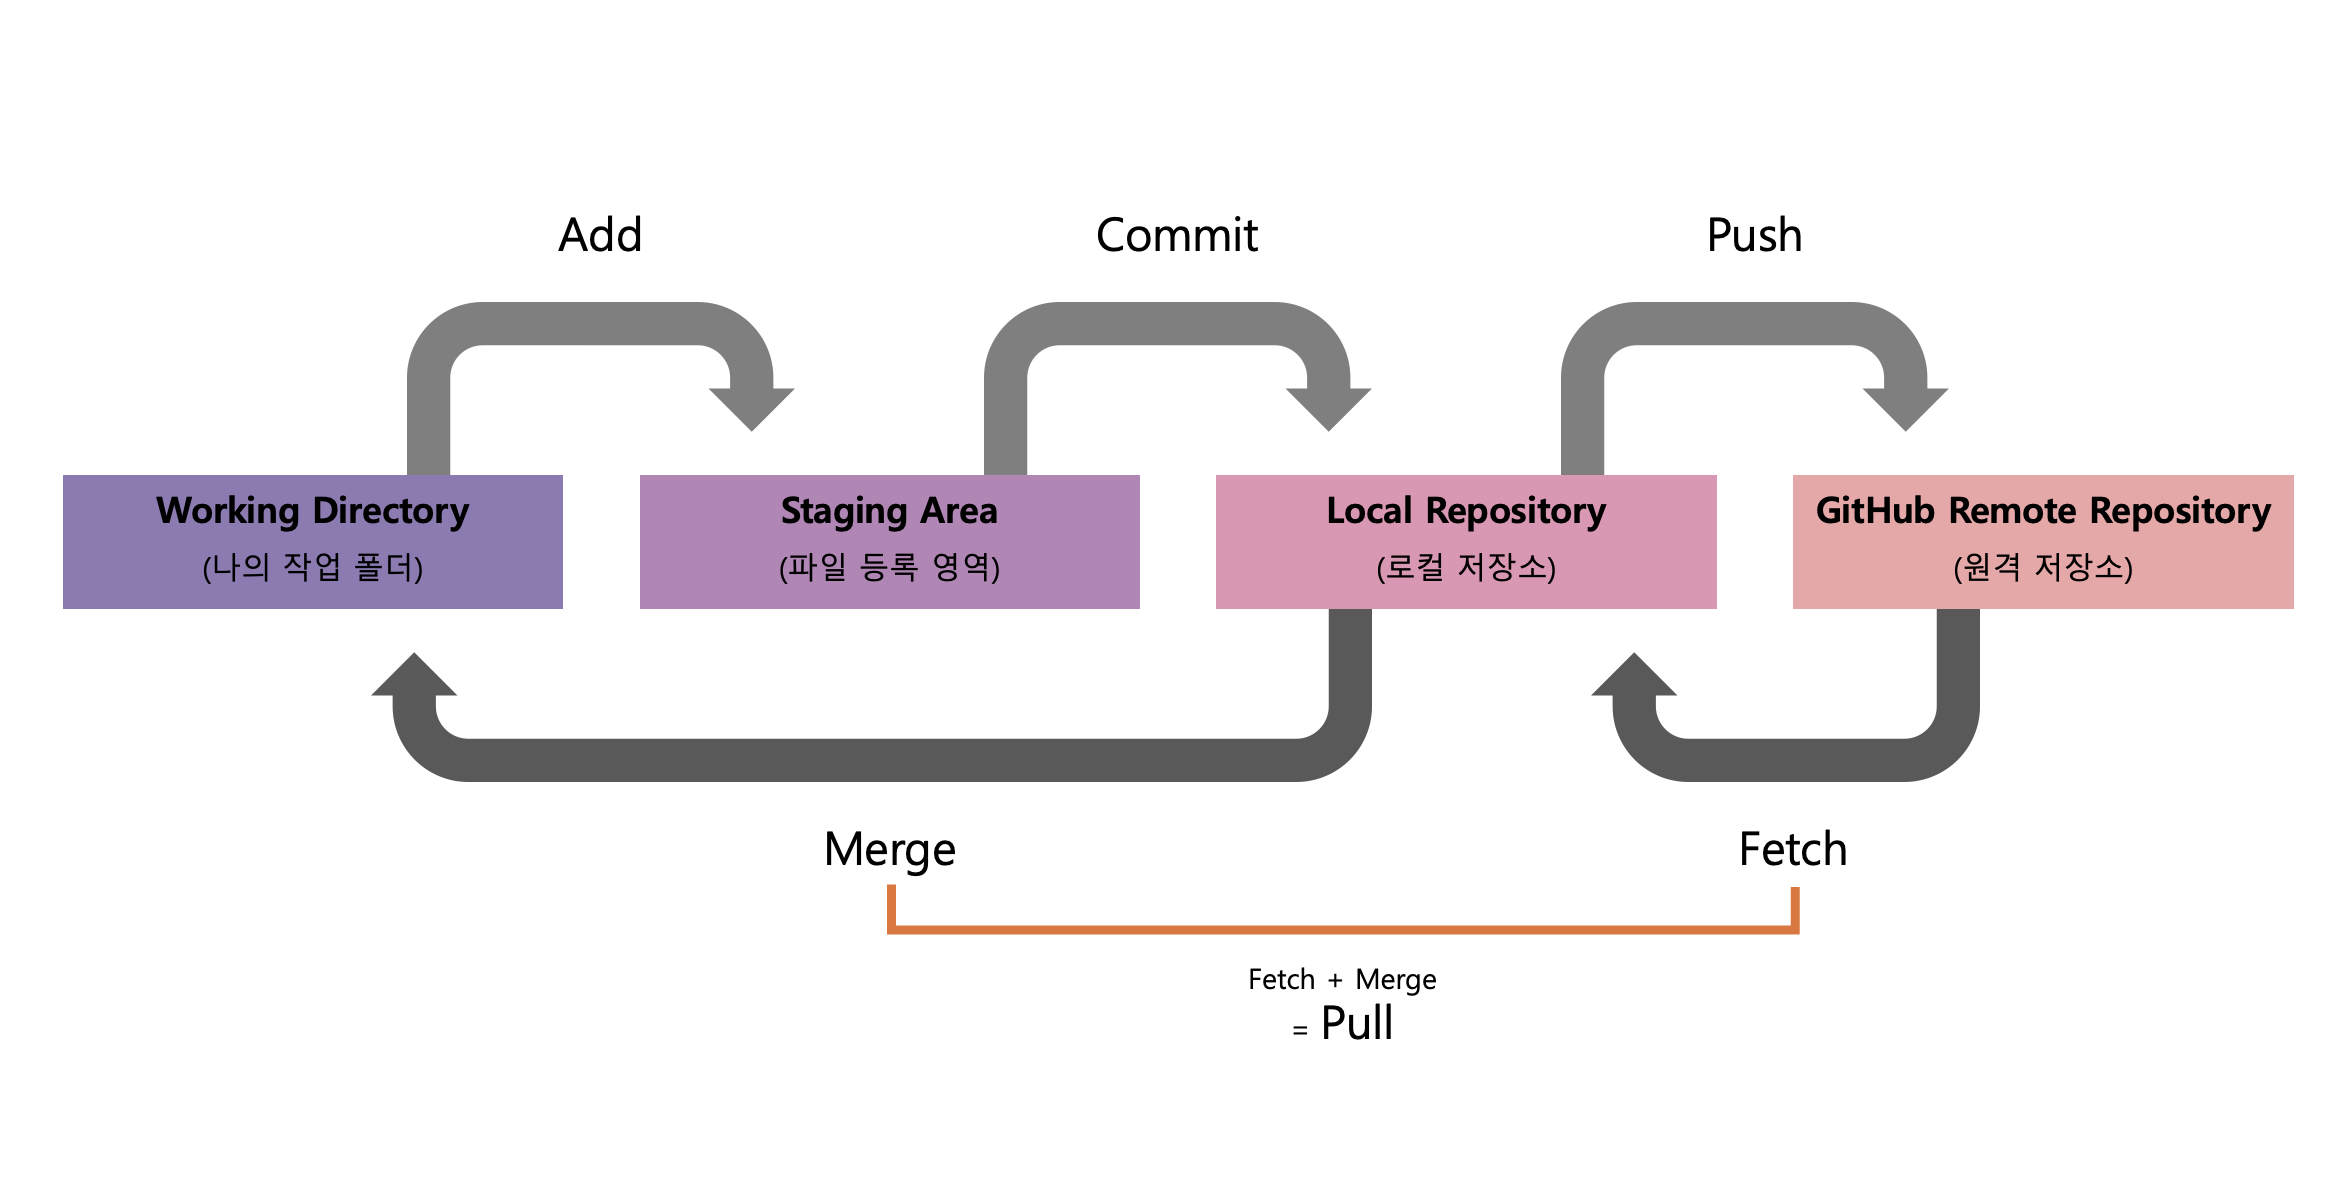 Add
Commit
Push
Working Directory
(나의 작업 폴더)
Staging Area
(파일 등록 영역)
Local Repository
(로컬 저장소)
GitHub Remote Repository
(원격 저장소)
Merge
Fetch
Fetch + Merge
= Pull